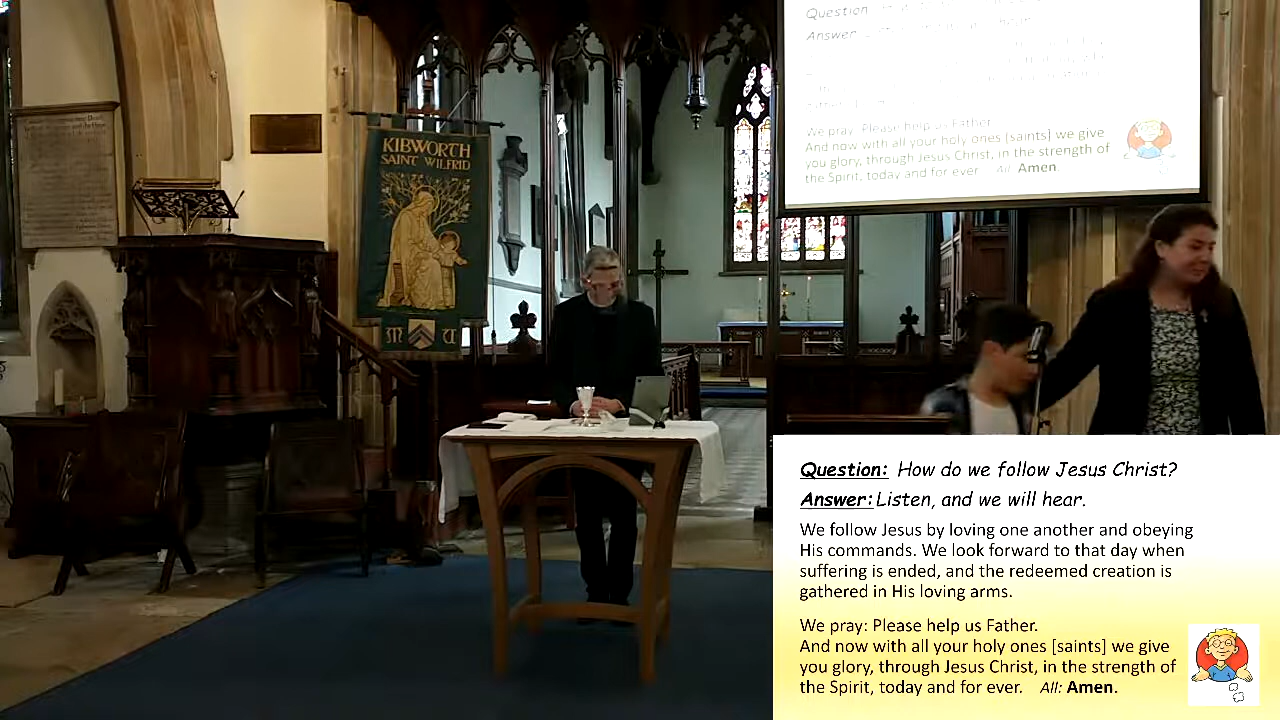 KIBWORTH
SAINT WILFRID
M U
Question:
Answer
We pray: Please help us Father
And now with all your holy ones [saints] we give
you glory, through Jesus Christ, in the strength of
the Spirit, today and for ever All: Amen.
Question: How do we follow Jesus Christ?
Answer: Listen, and we will hear.
We follow Jesus by loving one another and obeying
His commands. We look forward to that day when
suffering is ended, and the redeemed creation is
gathered in His loving arms.
We pray: Please help us Father.
And now with all your holy ones [saints] we give
you glory, through Jesus Christ, in the strength of
the Spirit, today and for ever. All: Amen.